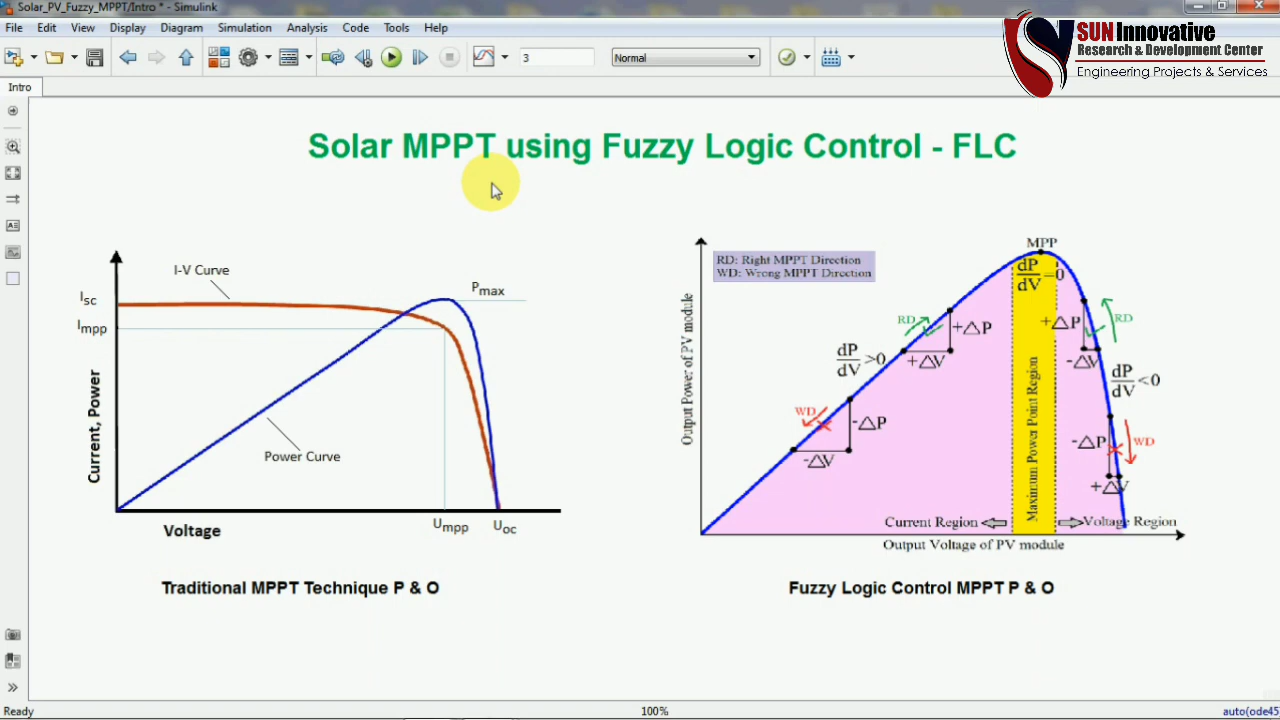 Solar_PV_Fuzzy_MPPT/Intro * - Simulink
File Edit View Display Diagram Simulation Analysis Code Tools Help
3
Normal
SUN Innovative
Research & Development Center
Engineering Projects & Services
Intro
Solar MPPT using Fuzzy Logic Control - FLC
I-V Curve
Isc
Pmax
Impp
Current, Power
Power Curve
Voltage
Umpp
Uoc
Traditional MPPT Technique P & O
MPP
RD: Right MPPT Direction
WD: Wrong MPPT Direction
dP/dV=0
RD
+△P
+△P
RD
dP/dV>0
+△V
-△V
dP/dV<0
WD
-△P
-△P
WD
-△V
+△V
Output Power of PV module
Maximum Power Point Region
Current Region
Voltage Region
Output Voltage of PV module
Fuzzy Logic Control MPPT P & O
Ready
100%
auto(ode45